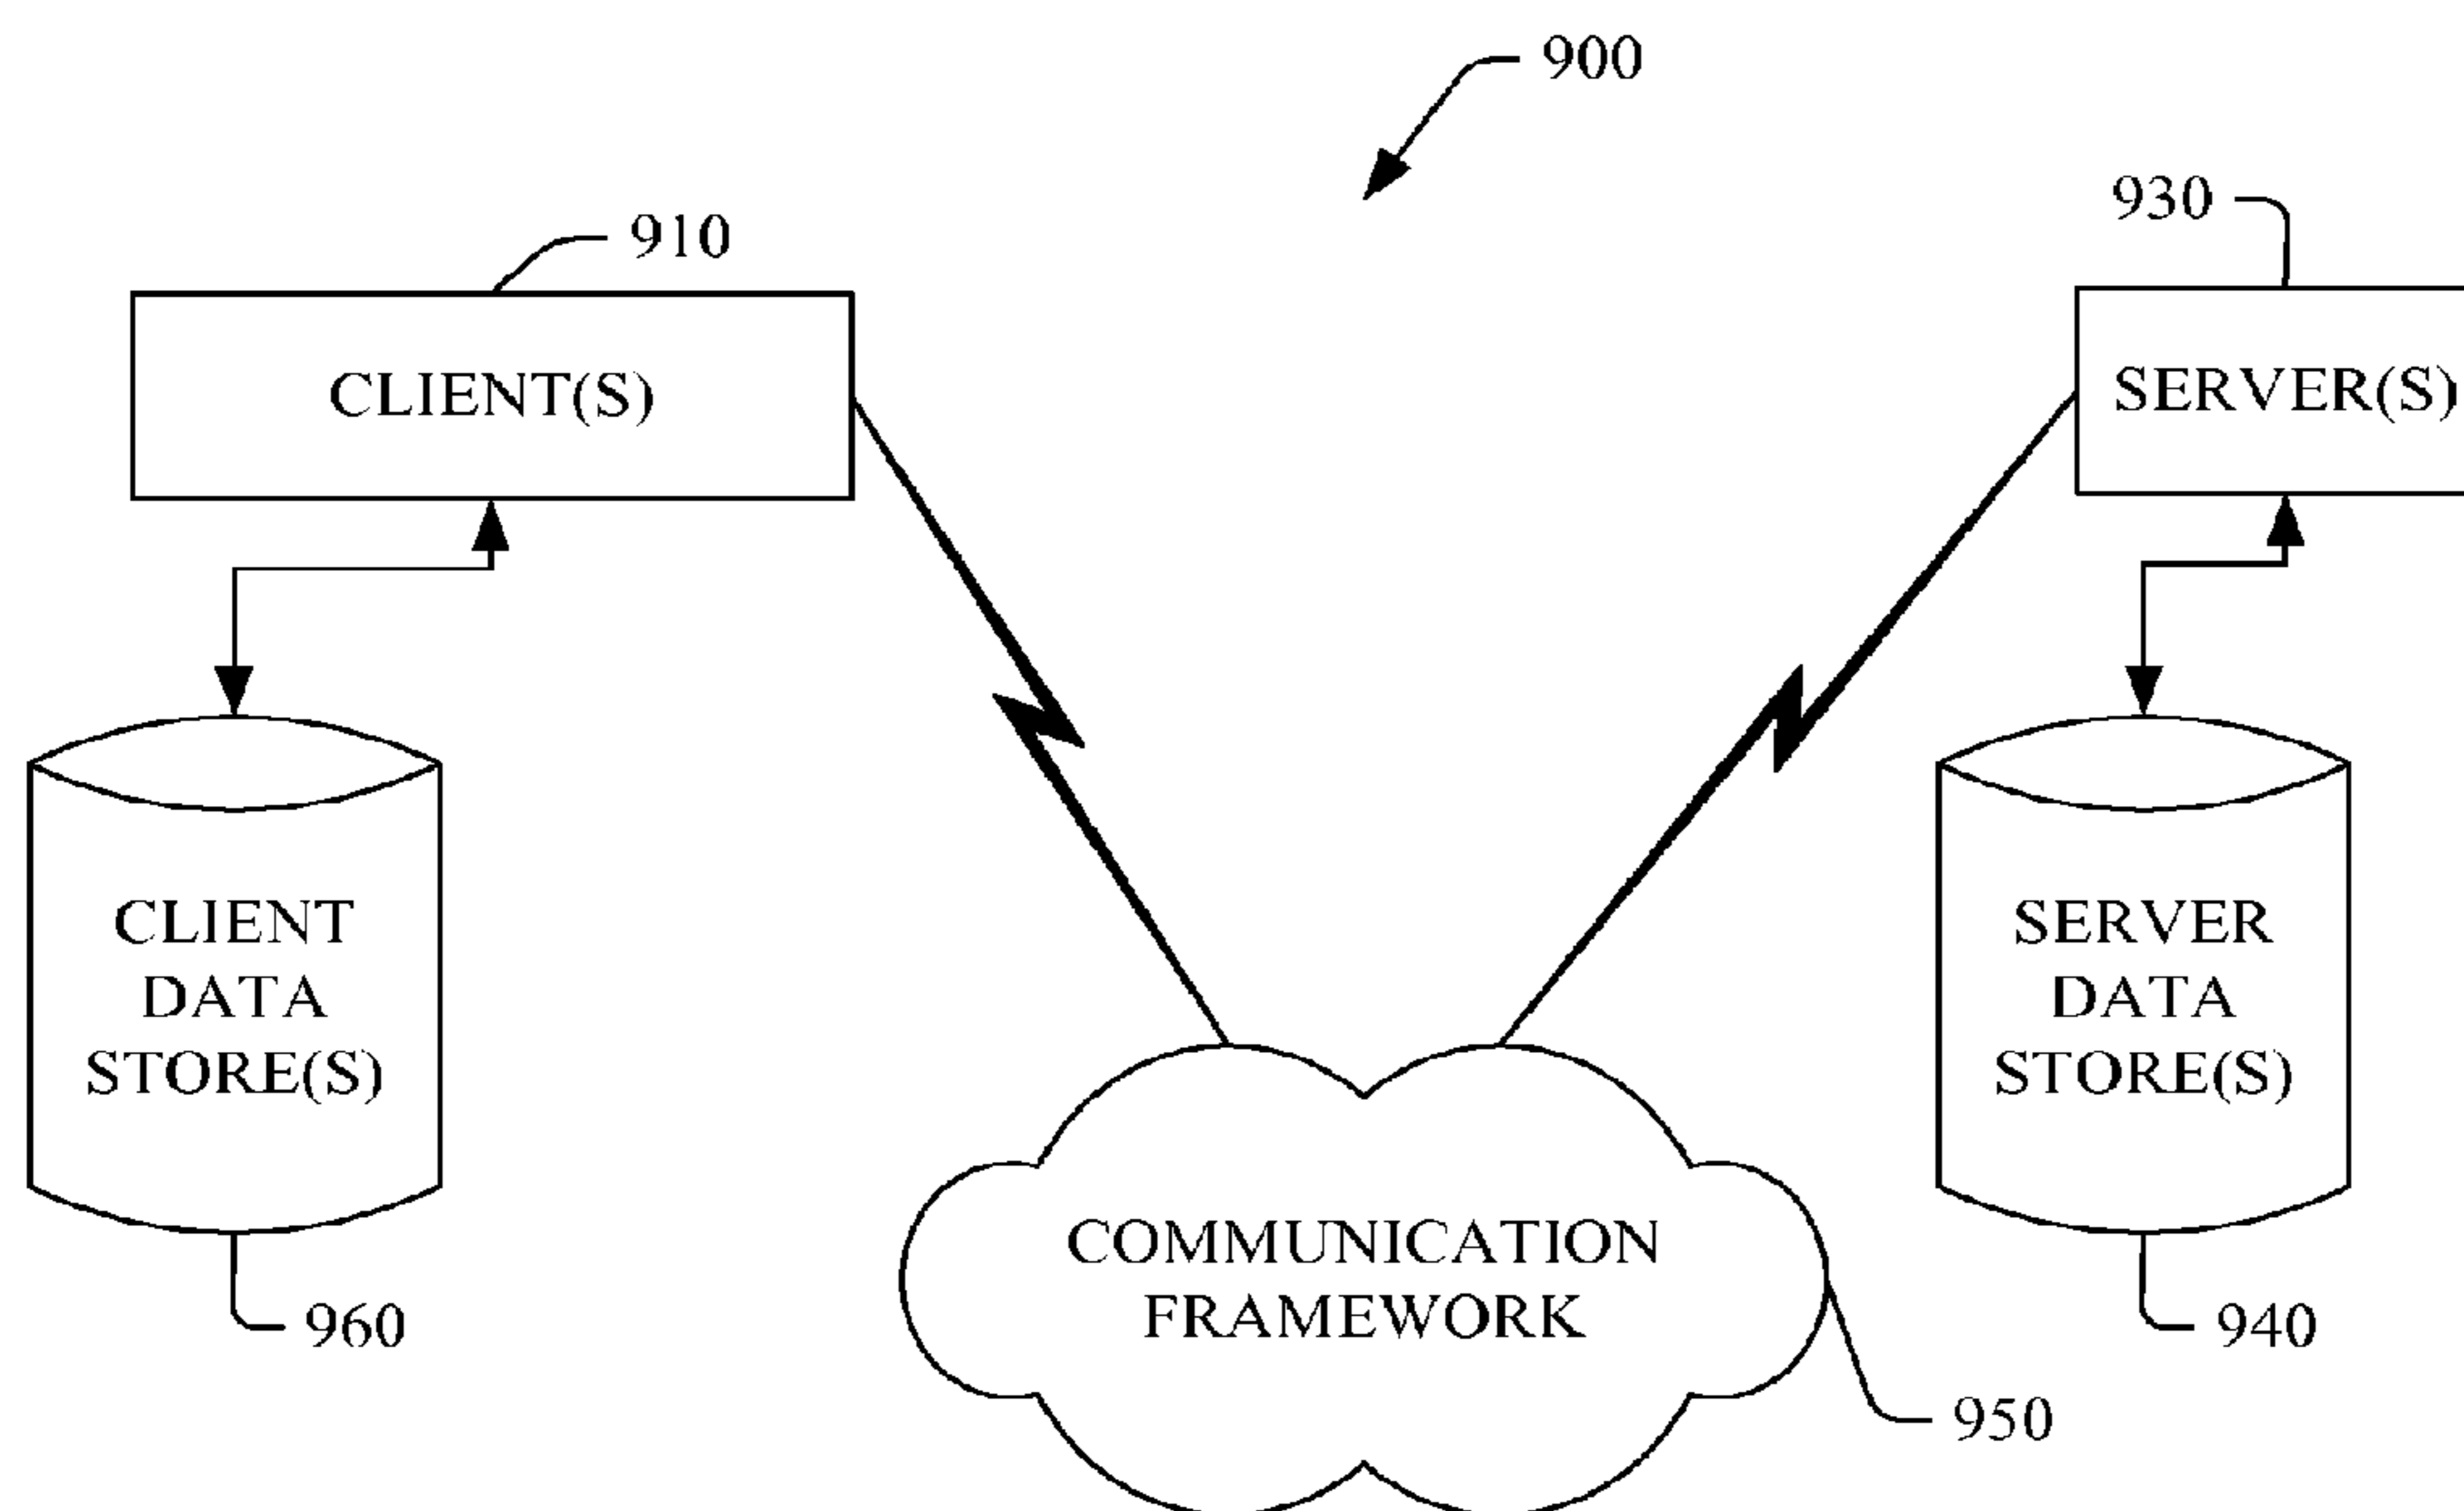 900
930
910
CLIENT(S)
SERVER(S)
CLIENT
DATA
STORE(S)
SERVER
DATA
STORE(S)
COMMUNICATION
FRAMEWORK
960
940
950